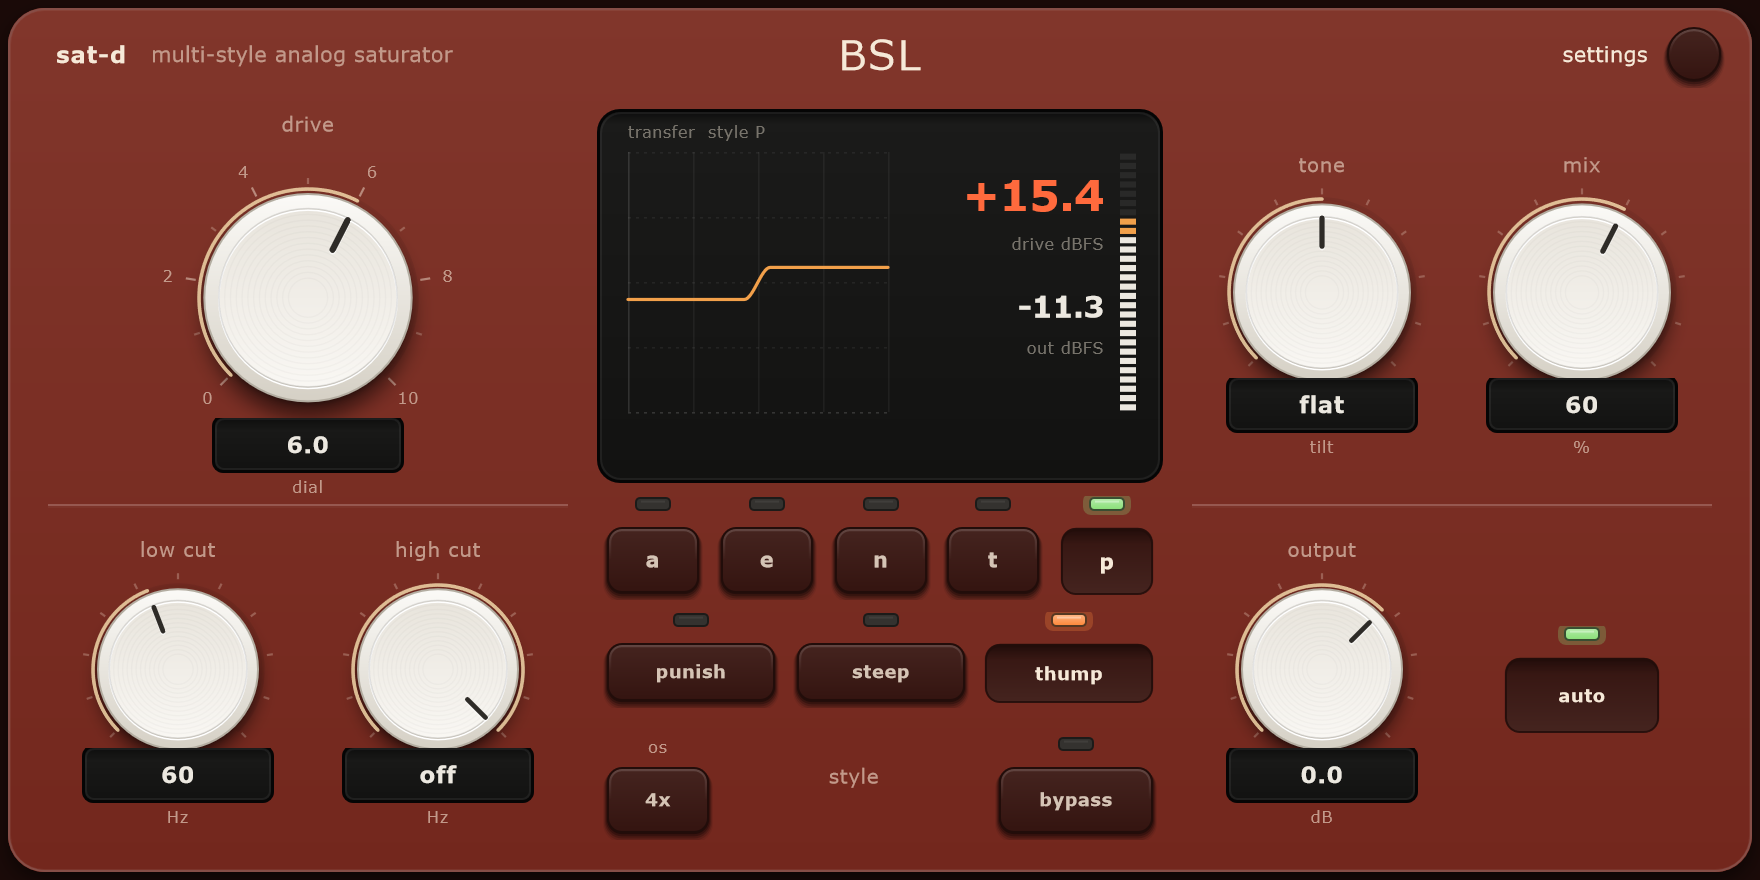 sat-d multi-style analog saturator
BSL
settings
drive
0 2 4 6 8 10
6.0
dial
transfer style P
+15.4
drive dBFS
-11.3
out dBFS
tone
flat
tilt
mix
60
%
low cut
60
Hz
high cut
off
Hz
a e n t p
punish steep thump
os
4x
style
bypass
output
0.0
dB
auto